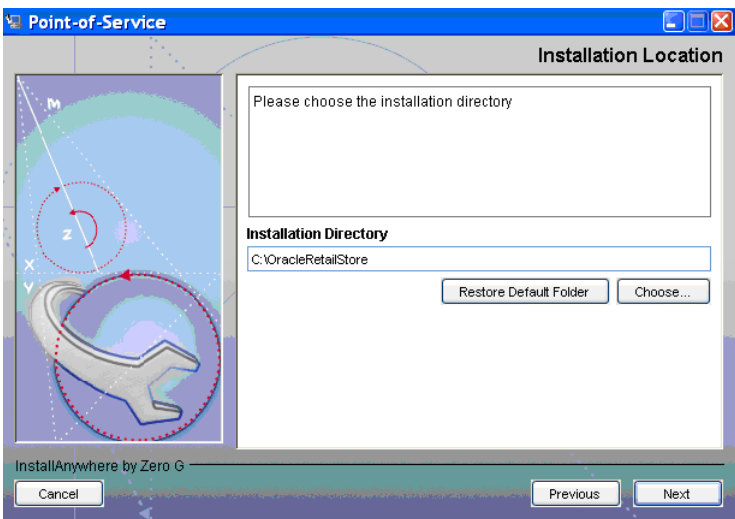 Point-of-Service
Installation Location
Please choose the installation directory
M
Z
X
Y
Installation Directory
C:\OracleRetailStore
Restore Default Folder
Choose...
InstallAnywhere by Zero G
Cancel
Previous
Next